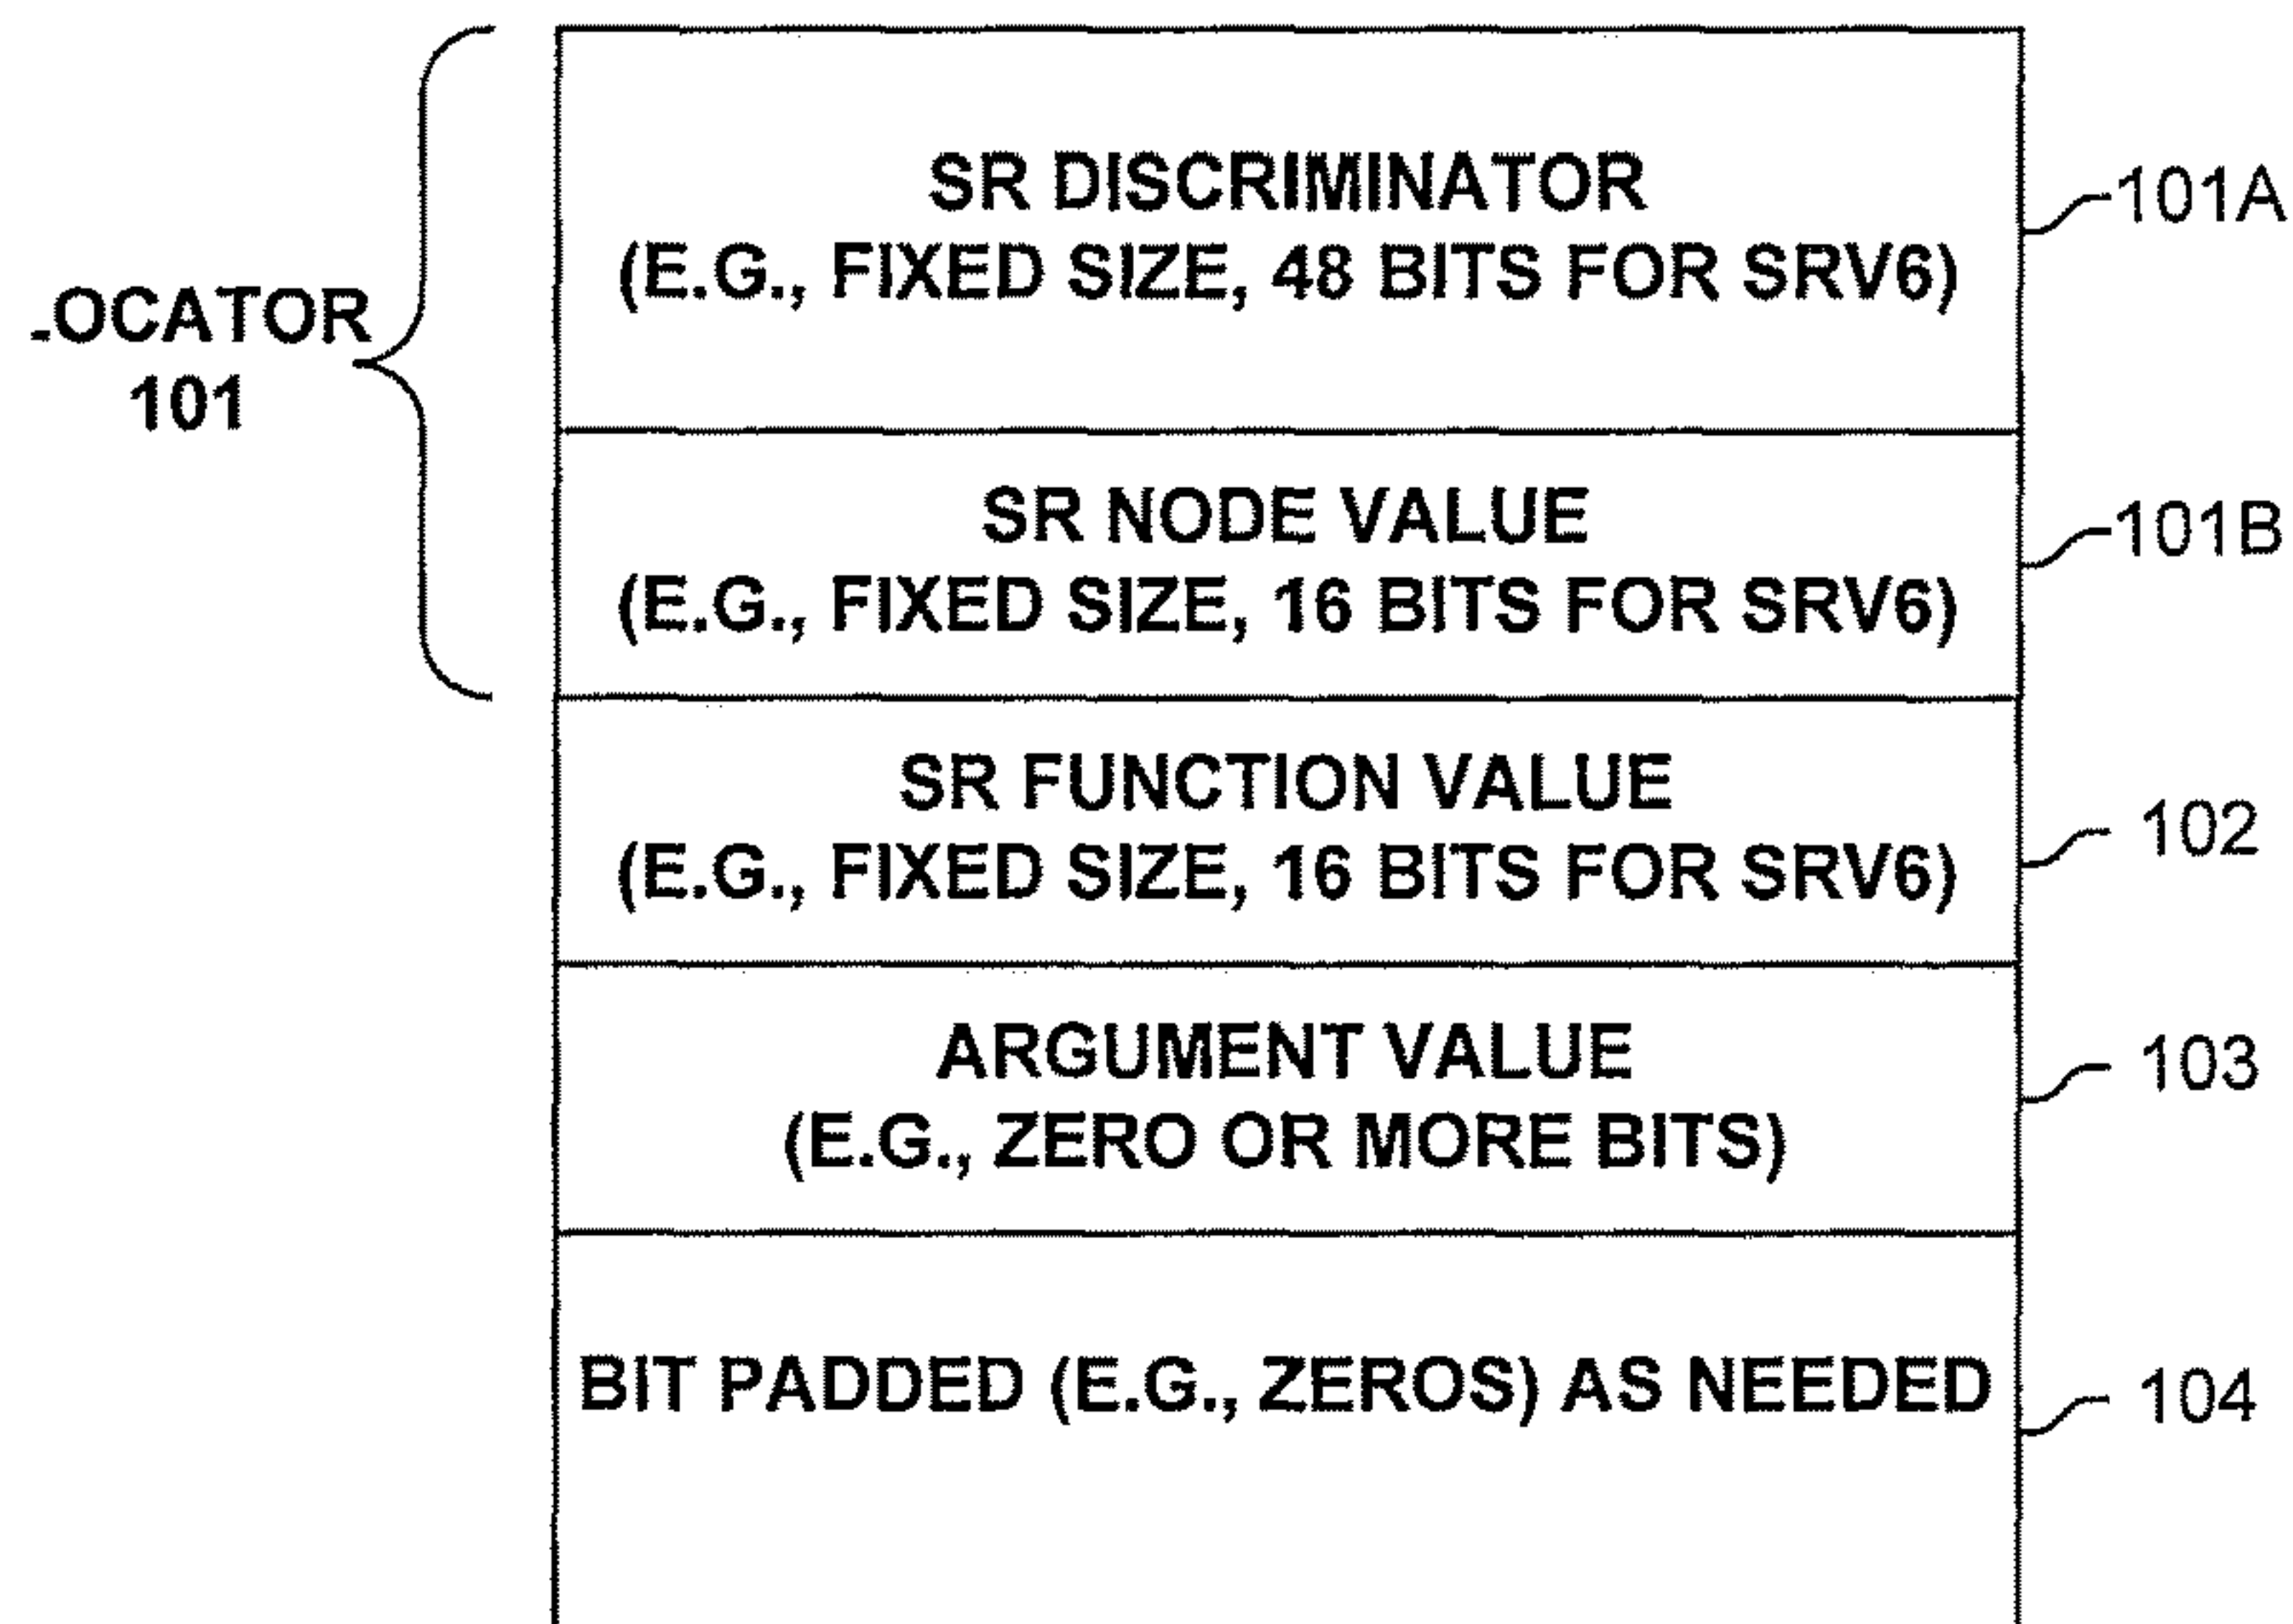 SR DISCRIMINATOR
(E.G., FIXED SIZE, 48 BITS FOR SRV6)
101A
LOCATOR
101
SR NODE VALUE
(E.G., FIXED SIZE, 16 BITS FOR SRV6)
101B
SR FUNCTION VALUE
(E.G., FIXED SIZE, 16 BITS FOR SRV6)
102
ARGUMENT VALUE
(E.G., ZERO OR MORE BITS)
103
BIT PADDED (E.G., ZEROS) AS NEEDED
104